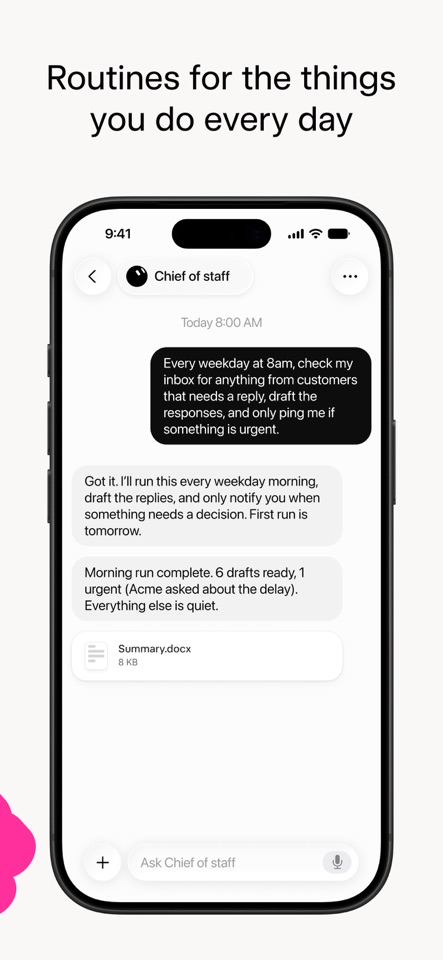 Routines for the things
you do every day
9:41
Chief of staff
Today 8:00 AM
Every weekday at 8am, check my
inbox for anything from customers
that needs a reply, draft the
responses, and only ping me if
something is urgent.
Got it. I’ll run this every weekday morning,
draft the replies, and only notify you when
something needs a decision. First run is
tomorrow.
Morning run complete. 6 drafts ready, 1
urgent (Acme asked about the delay).
Everything else is quiet.
Summary.docx
8 KB
Ask Chief of staff